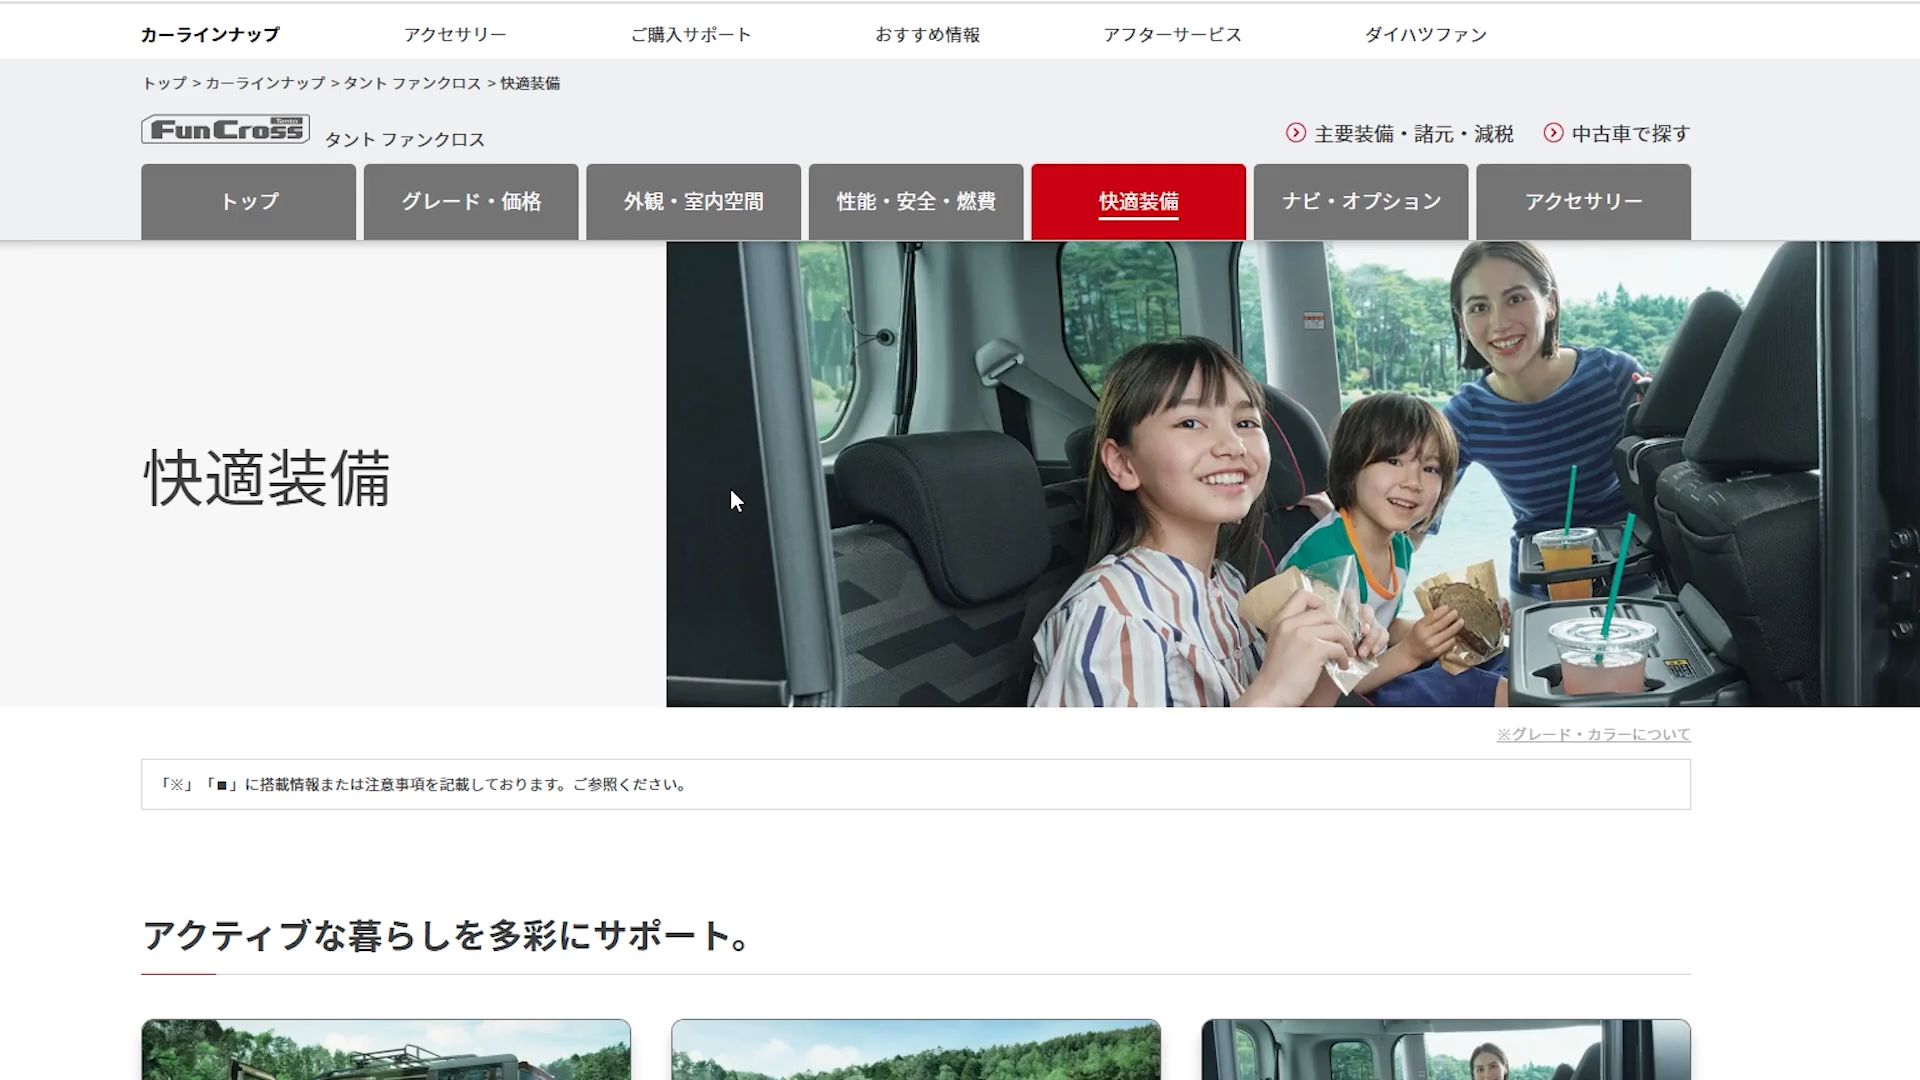 カーラインナップ アクセサリー ご購入サポート おすすめ情報 アフターサービス ダイハツファン
トップ > カーラインナップ > タント ファンクロス > 快適装備
FunCross Tanto タント ファンクロス 主要装備・諸元・減税 中古車で探す
トップ グレード・価格 外観・室内空間 性能・安全・燃費 快適装備 ナビ・オプション アクセサリー
快適装備
※グレード・カラーについて
「※」「■」に搭載情報または注意事項を記載しております。ご参照ください。
アクティブな暮らしを多彩にサポート。